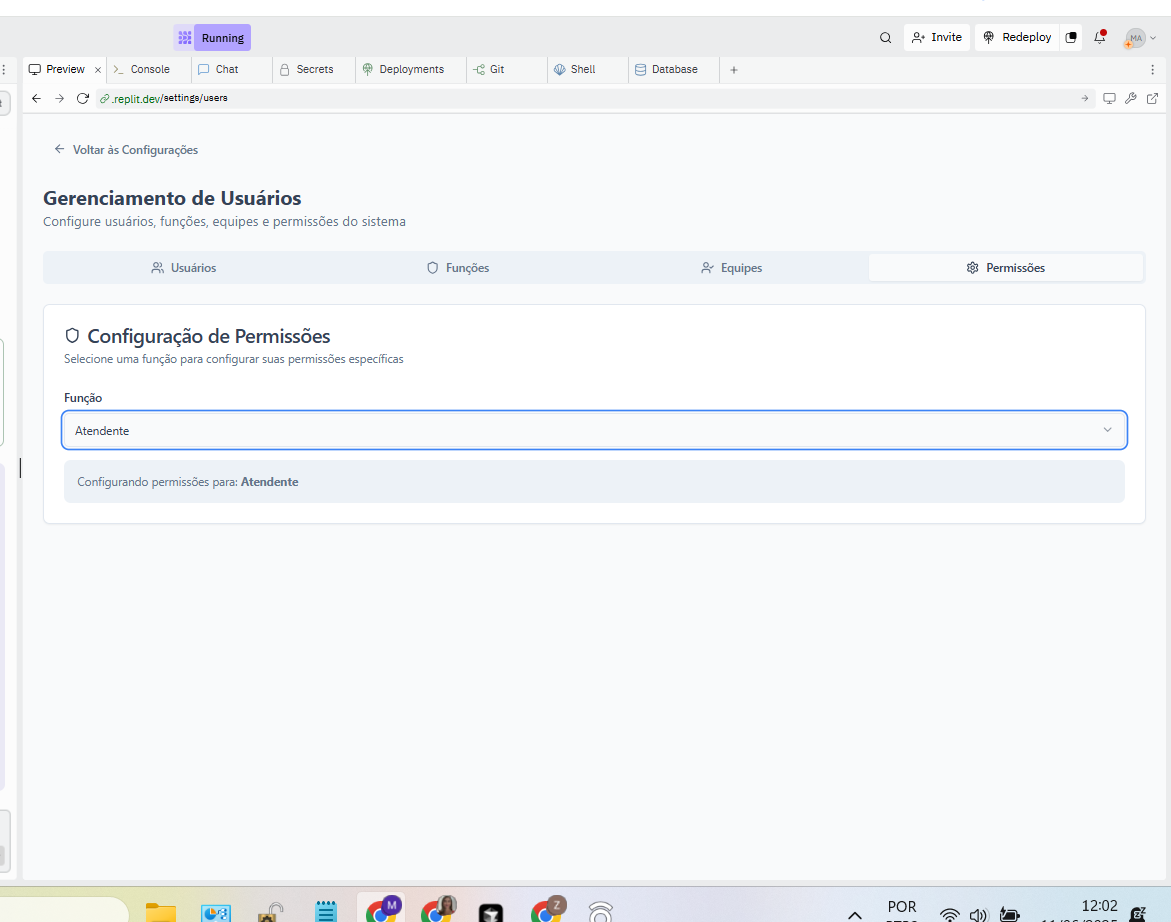 Running
Invite
Redeploy
MA
Preview
Console
Chat
Secrets
Deployments
Git
Shell
Database
.replit.dev/settings/users
Voltar às Configurações
Gerenciamento de Usuários
Configure usuários, funções, equipes e permissões do sistema
Usuários
Funções
Equipes
Permissões
Configuração de Permissões
Selecione uma função para configurar suas permissões específicas
Função
Atendente
Configurando permissões para: Atendente
M
Z
POR
12:02